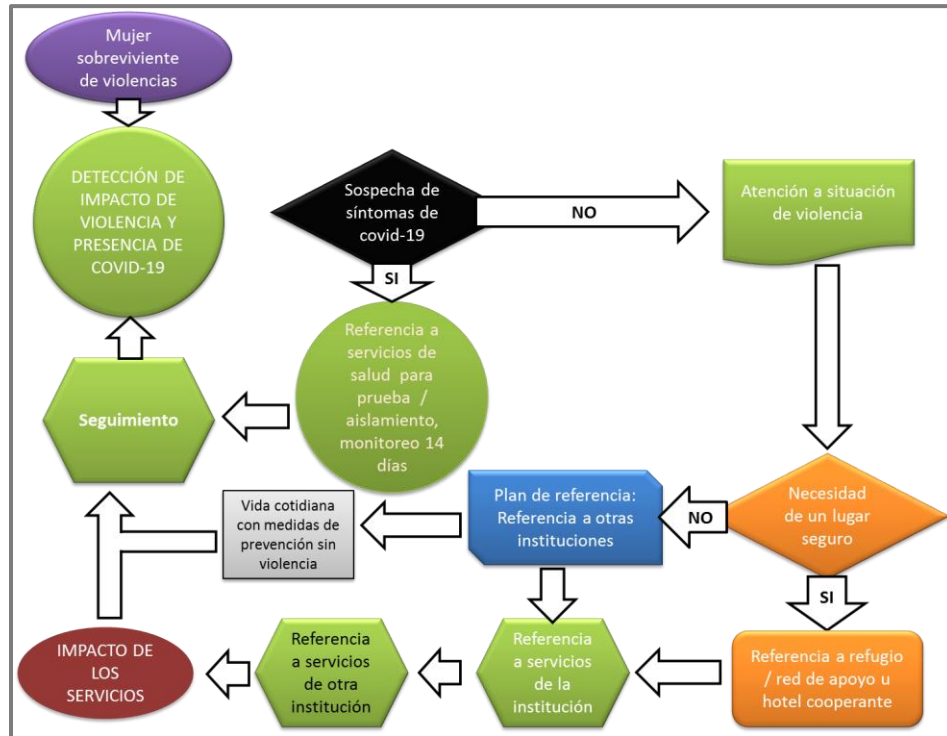 Mujer
sobreviviente
de violencias
DETECCIÓN DE
IMPACTO DE
VIOLENCIA Y
PRESENCIA DE
COVID-19
Sospecha de
síntomas de
covid-19
NO
Atención a situación
de violencia
SI
Referencia a
servicios de
salud para
prueba /
aislamiento,
monitoreo 14
días
Seguimiento
Necesidad
de un lugar
seguro
NO
Plan de referencia:
Referencia a otras
instituciones
Vida cotidiana
con medidas de
prevención sin
violencia
SI
Referencia a refugio
/ red de apoyo u
hotel cooperante
Referencia
a servicios
de la
institución
Referencia
a servicios
de otra
institución
IMPACTO DE
LOS
SERVICIOS